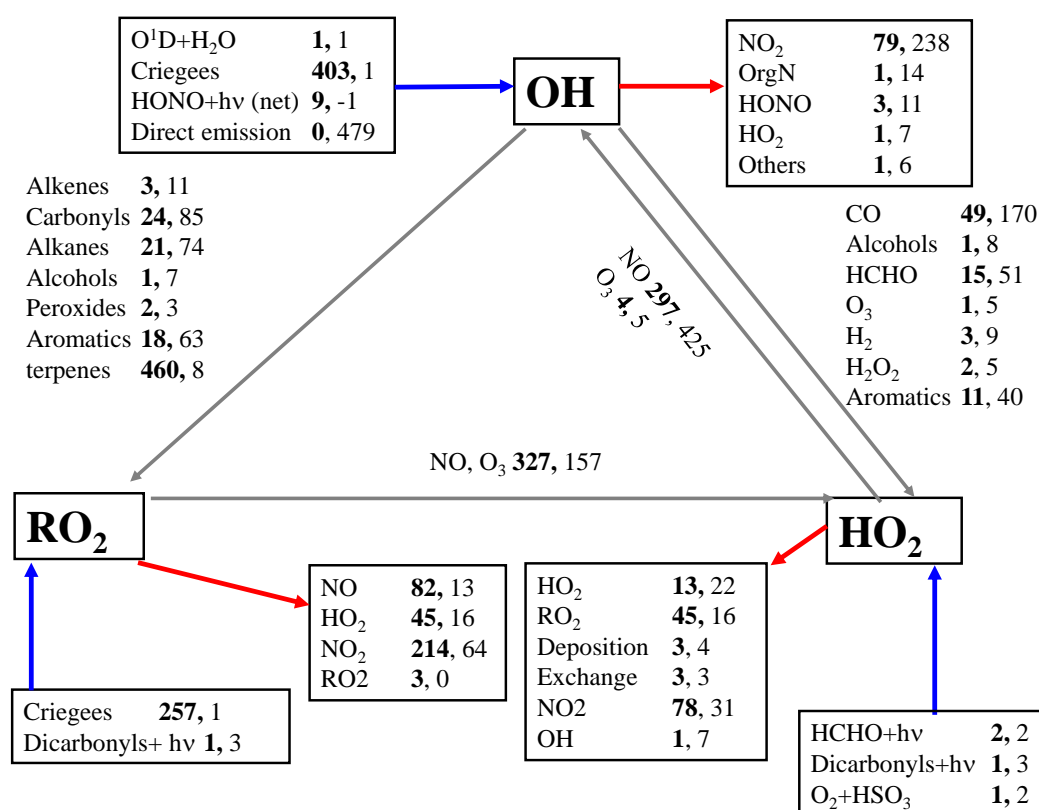 O¹D+H₂O 1, 1
Criegees 403, 1
HONO+hν (net) 9, -1
Direct emission 0, 479
OH
NO₂ 79, 238
OrgN 1, 14
HONO 3, 11
HO₂ 1, 7
Others 1, 6
Alkenes 3, 11
Carbonyls 24, 85
Alkanes 21, 74
Alcohols 1, 7
Peroxides 2, 3
Aromatics 18, 63
terpenes 460, 8
NO 297, 425
O₃ 4, 5
CO 49, 170
Alcohols 1, 8
HCHO 15, 51
O₃ 1, 5
H₂ 3, 9
H₂O₂ 2, 5
Aromatics 11, 40
NO, O₃ 327, 157
RO₂
HO₂
NO 82, 13
HO₂ 45, 16
NO₂ 214, 64
RO2 3, 0
HO₂ 13, 22
RO₂ 45, 16
Deposition 3, 4
Exchange 3, 3
NO2 78, 31
OH 1, 7
Criegees 257, 1
Dicarbonyls+ hν 1, 3
HCHO+hν 2, 2
Dicarbonyls+hν 1, 3
O₂+HSO₃ 1, 2